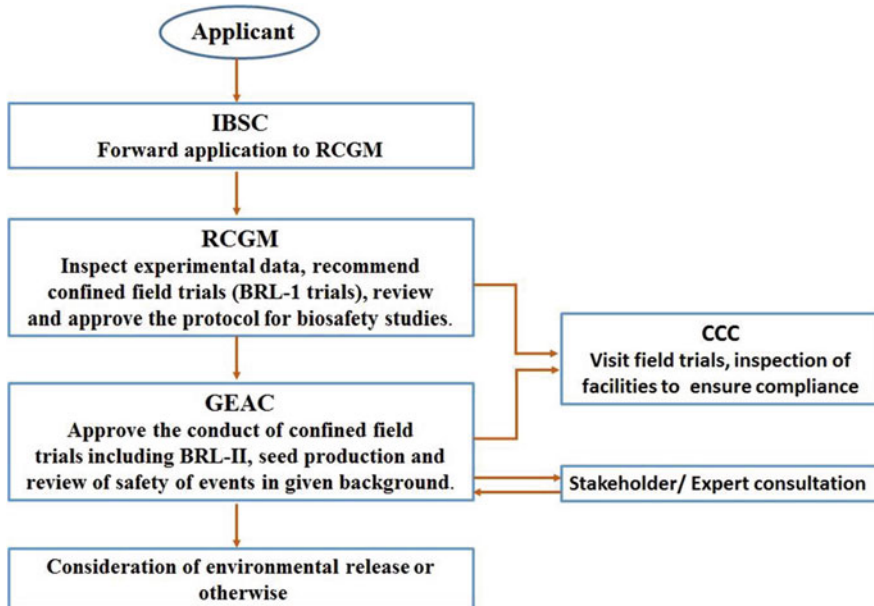 Applicant
IBSC
Forward application to RCGM
RCGM
Inspect experimental data, recommend
confined field trials (BRL-1 trials), review
and approve the protocol for biosafety studies.
CCC
Visit field trials, inspection of
facilities to ensure compliance
GEAC
Approve the conduct of confined field
trials including BRL-II, seed production and
review of safety of events in given background.
Stakeholder/ Expert consultation
Consideration of environmental release or
otherwise